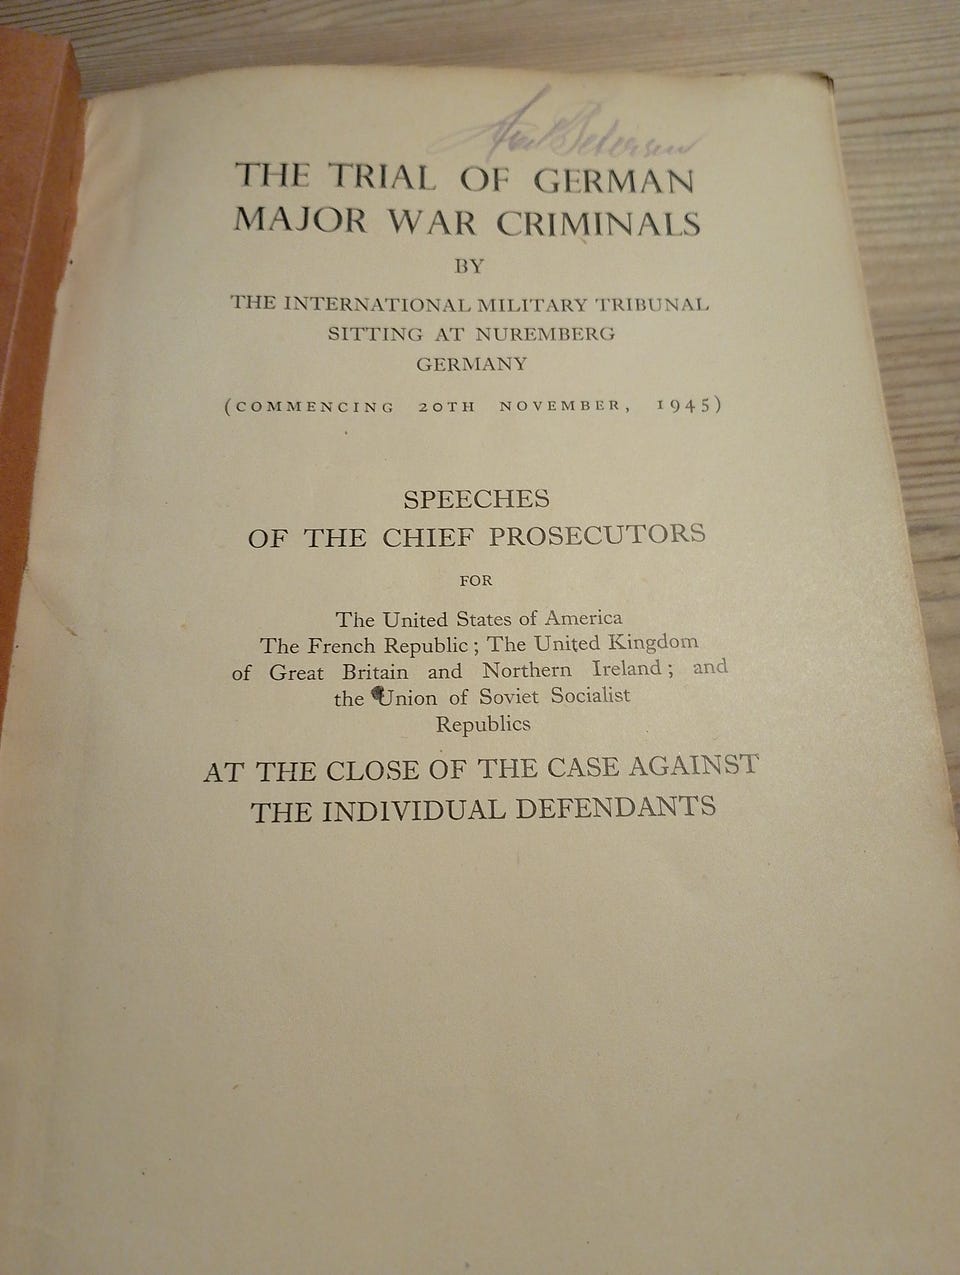 Petersen
THE TRIAL OF GERMAN
MAJOR WAR CRIMINALS
BY
THE INTERNATIONAL MILITARY TRIBUNAL
SITTING AT NUREMBERG
GERMANY
(COMMENCING 20TH NOVEMBER, 1945)
SPEECHES
OF THE CHIEF PROSECUTORS
FOR
The United States of America
The French Republic ; The United Kingdom
of Great Britain and Northern Ireland ; and
the Union of Soviet Socialist
Republics
AT THE CLOSE OF THE CASE AGAINST
THE INDIVIDUAL DEFENDANTS